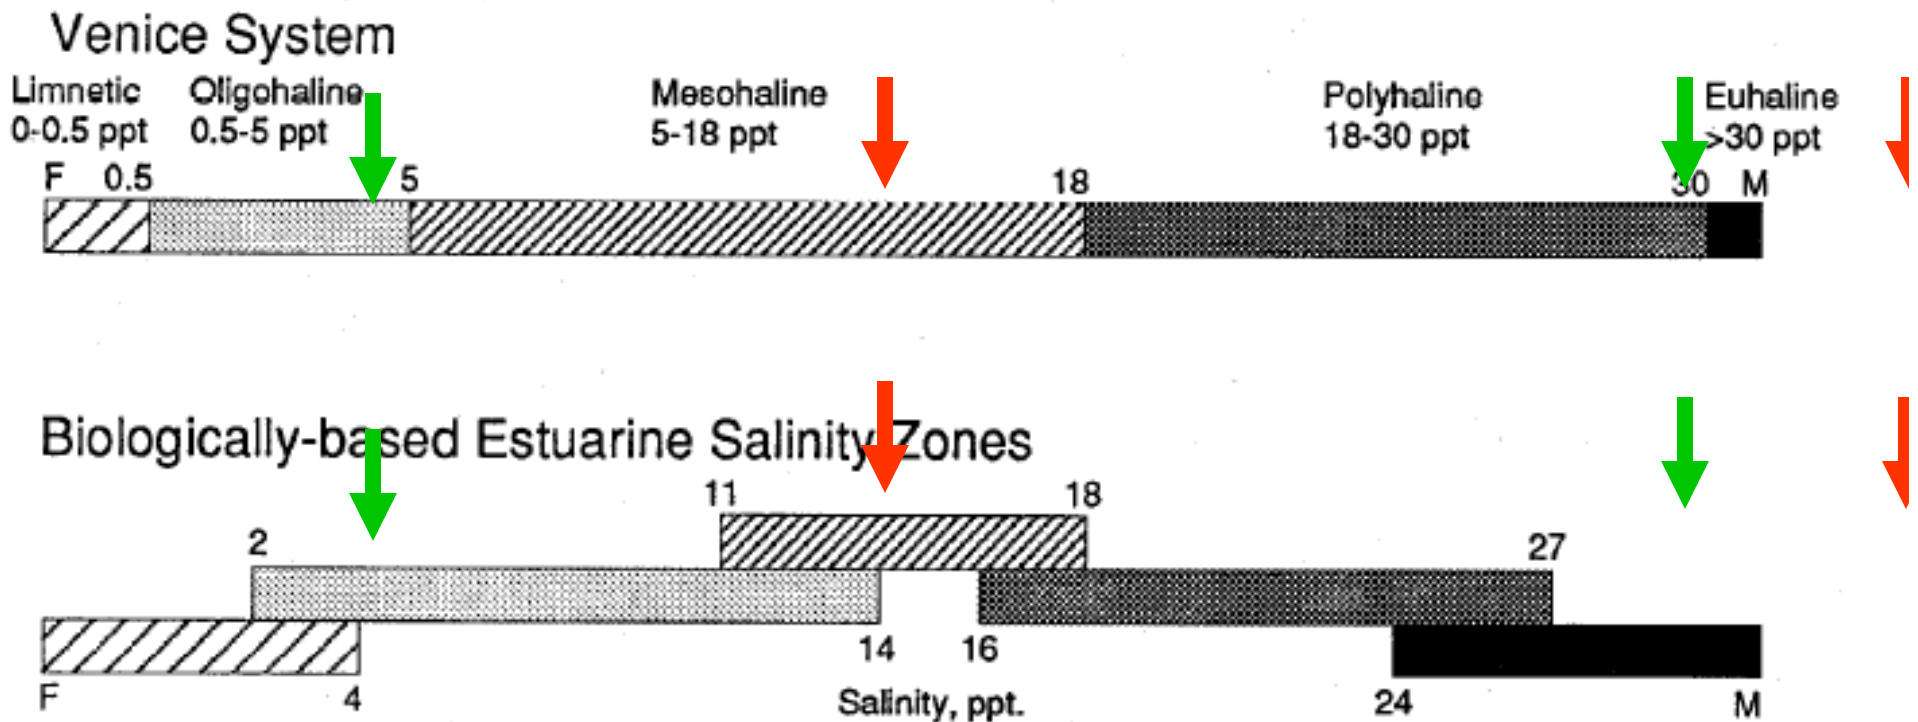 Venice System
Limnetic Oligohaline Mesohaline Polyhaline Euhaline
0-0.5 ppt 0.5-5 ppt 5-18 ppt 18-30 ppt >30 ppt
F 0.5 5 18 30 M
Biologically-based Estuarine Salinity Zones
11 18
2 27
14 16
F 4 Salinity, ppt. 24 M